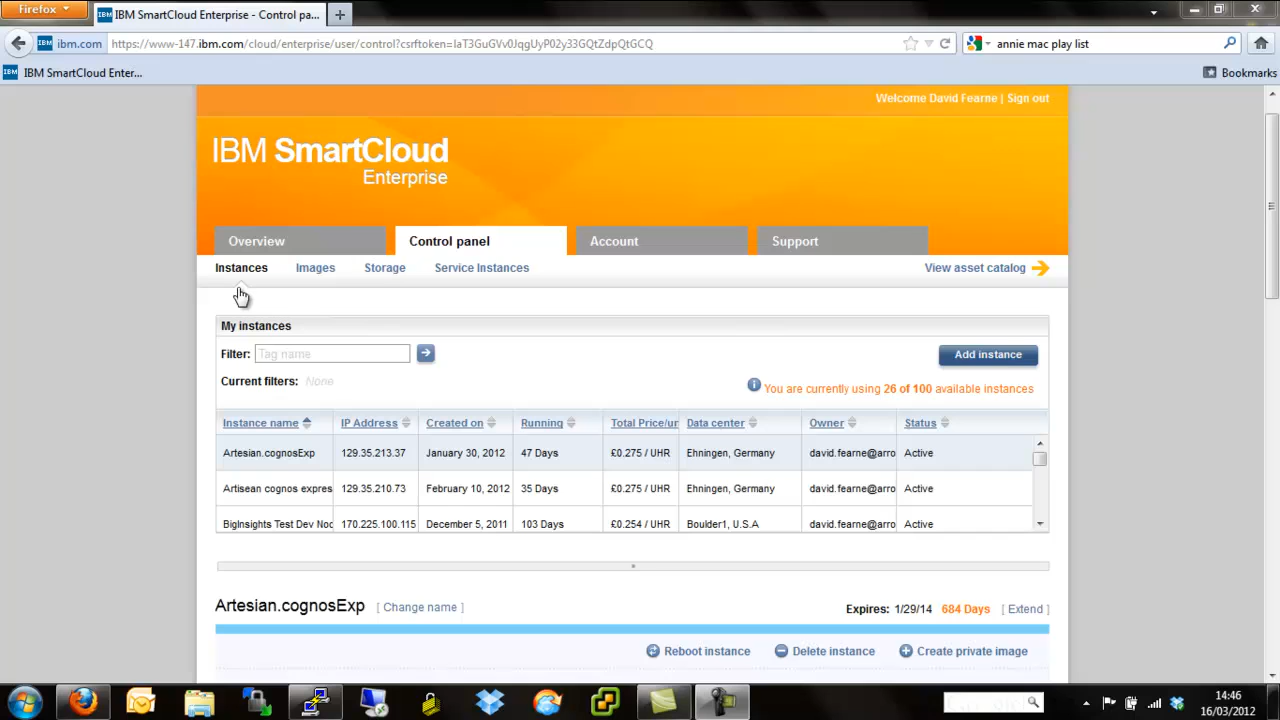 Firefox
IBM SmartCloud Enterprise - Control pa...
ibm.com
https://www-147.ibm.com/cloud/enterprise/user/control?csrftoken=IaT3GuGVv0JqgUyP02y33GQtZdpQtGCQ
annie mac play list
IBM SmartCloud Enter...
Bookmarks
Welcome David Fearne | Sign out
IBM SmartCloud
Enterprise
Overview
Control panel
Account
Support
Instances
Images
Storage
Service Instances
View asset catalog
My instances
Filter: Tag name
Add instance
Current filters: None
You are currently using 26 of 100 available instances
Instance name IP Address Created on Running Total Price/ur Data center Owner Status
Artesian.cognosExp 129.35.213.37 January 30, 2012 47 Days £0.275 / UHR Ehningen, Germany david.fearne@arro Active
Artisean cognos expres 129.35.210.73 February 10, 2012 35 Days £0.275 / UHR Ehningen, Germany david.fearne@arro Active
BigInsights Test Dev Noc 170.225.100.115 December 5, 2011 103 Days £0.254 / UHR Boulder1, U.S.A david.fearne@arro Active
Artesian.cognosExp [ Change name ]
Expires: 1/29/14 684 Days [ Extend ]
Reboot instance
Delete instance
Create private image
14:46
16/03/2012